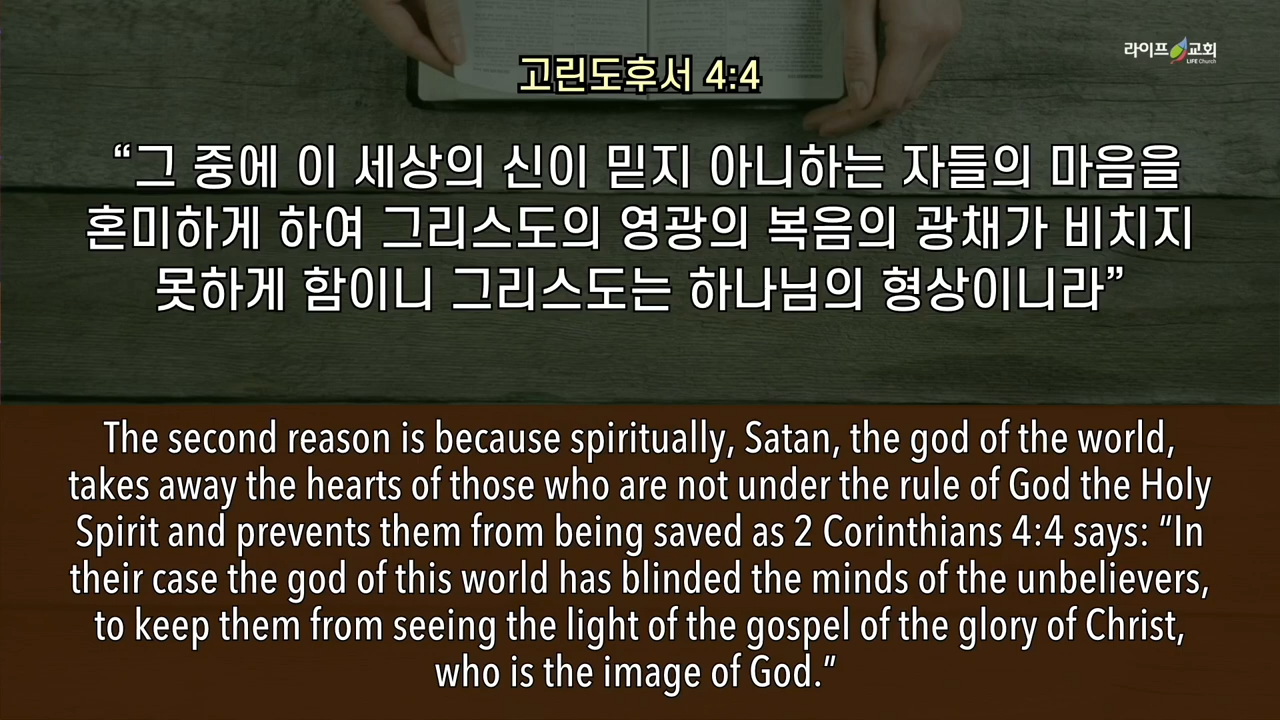 라이프교회
LIFE Church
고린도후서 4:4
“그 중에 이 세상의 신이 믿지 아니하는 자들의 마음을
혼미하게 하여 그리스도의 영광의 복음의 광채가 비치지
못하게 함이니 그리스도는 하나님의 형상이니라”
The second reason is because spiritually, Satan, the god of the world,
takes away the hearts of those who are not under the rule of God the Holy
Spirit and prevents them from being saved as 2 Corinthians 4:4 says: “In
their case the god of this world has blinded the minds of the unbelievers,
to keep them from seeing the light of the gospel of the glory of Christ,
who is the image of God.”